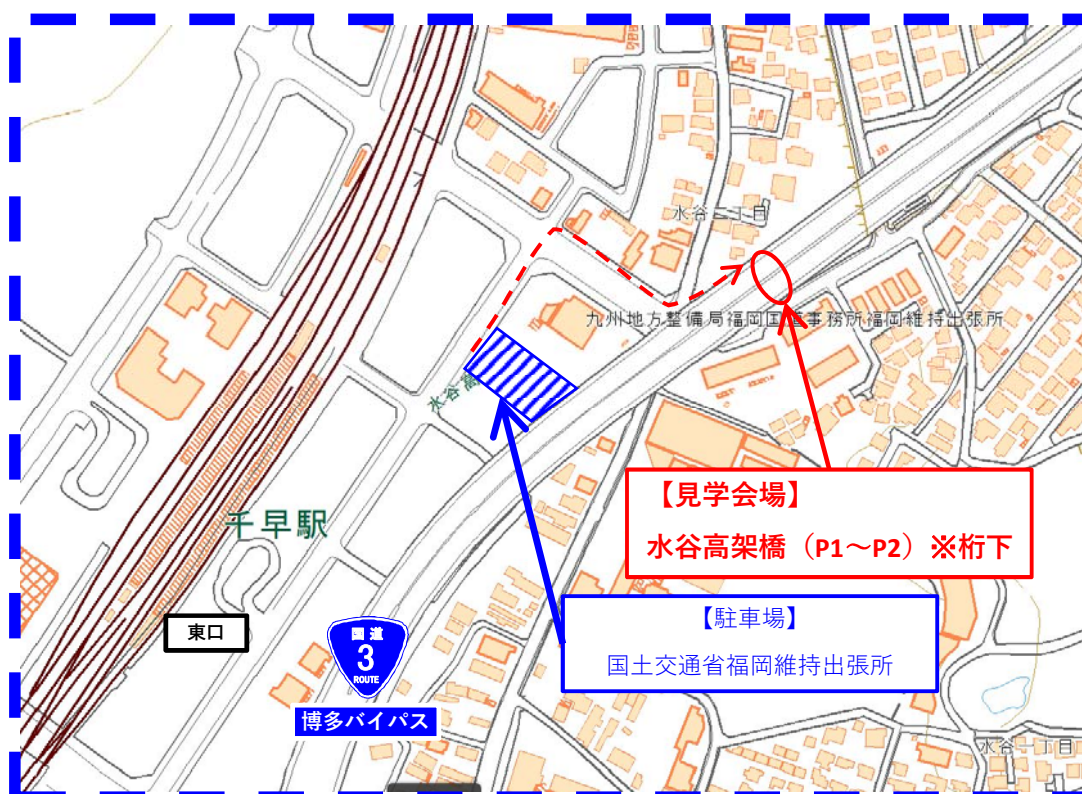 水谷二丁目
九州地方整備局福岡国道事務所福岡維持出張所
水谷高
【見学会場】
水谷高架橋（P1～P2）※桁下
千早駅
【駐車場】
国土交通省福岡維持出張所
東口
国道
3
ROUTE
博多バイパス
水谷一丁目